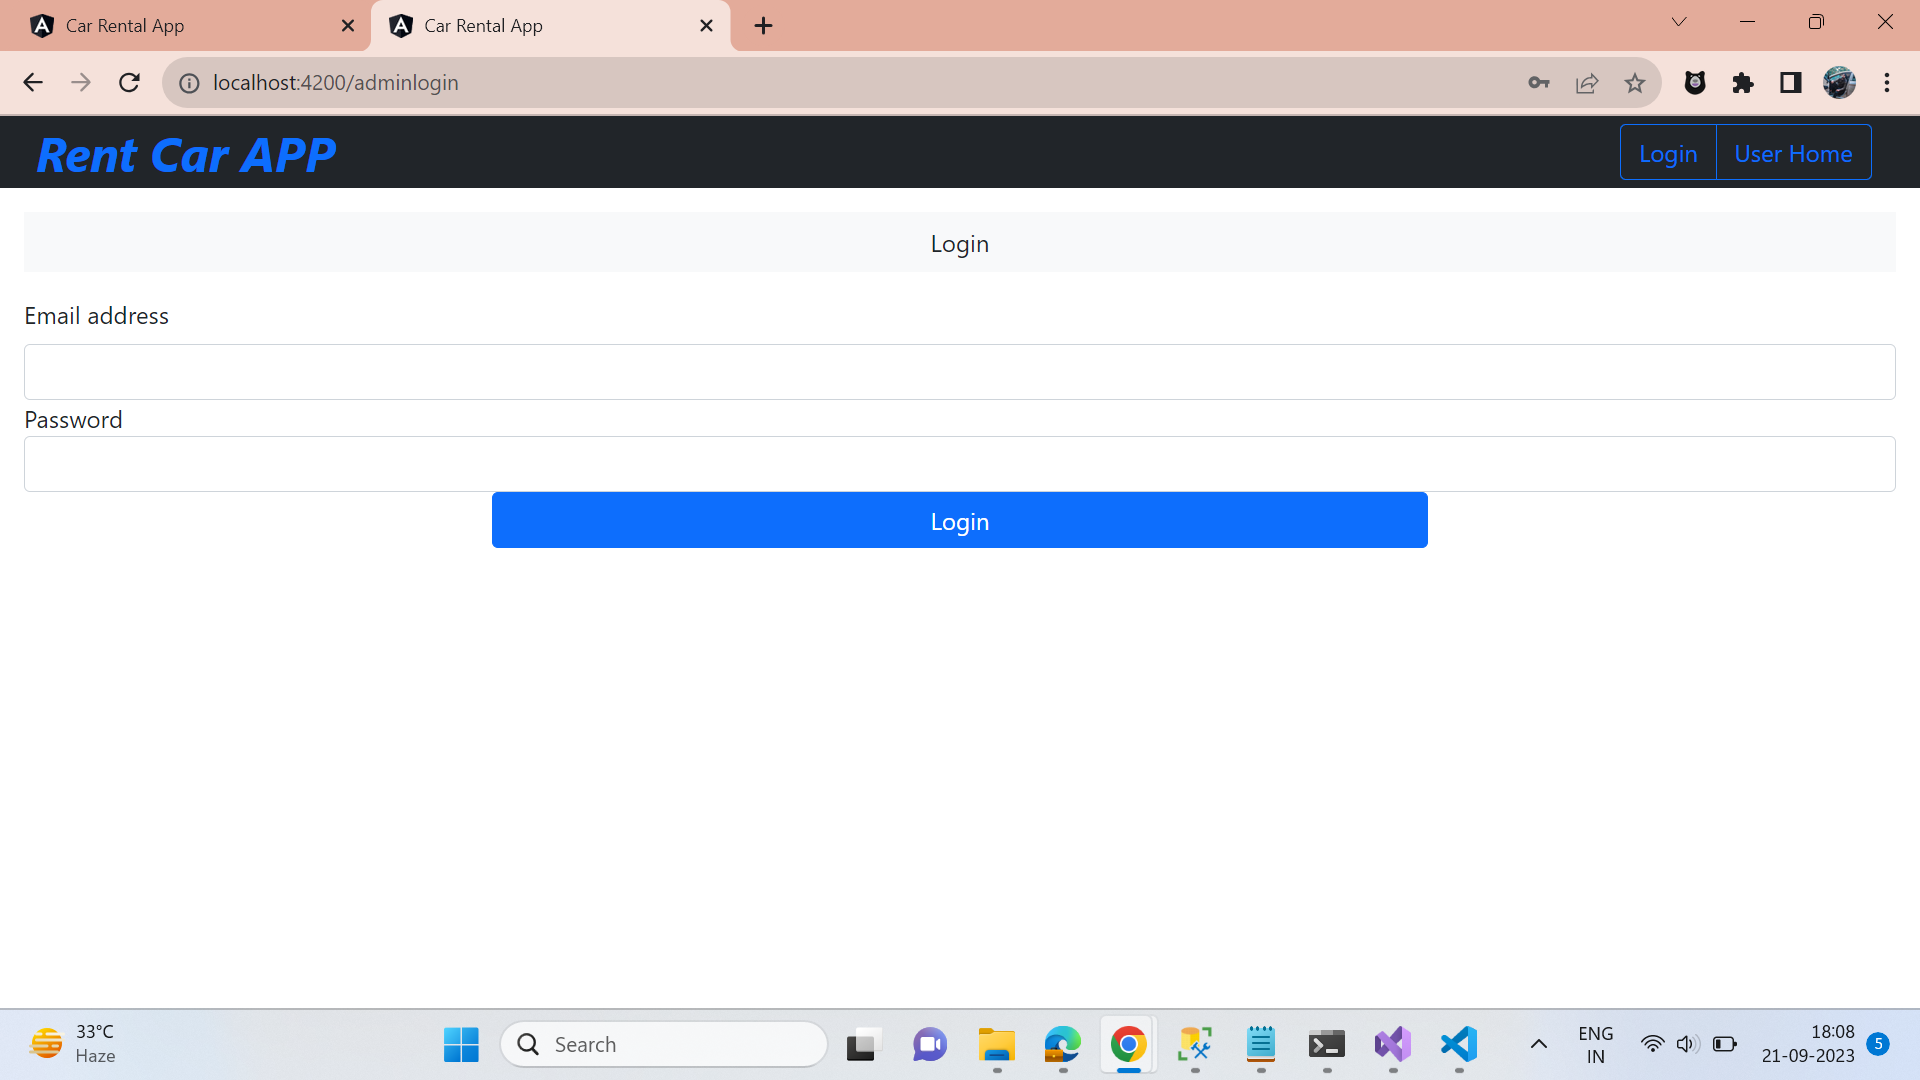 Car Rental App
Car Rental App
localhost:4200/adminlogin
Rent Car APP
Login
User Home
Login
Email address
Password
Login
33°C
Haze
Search
ENG
IN
18:08
21-09-2023
5